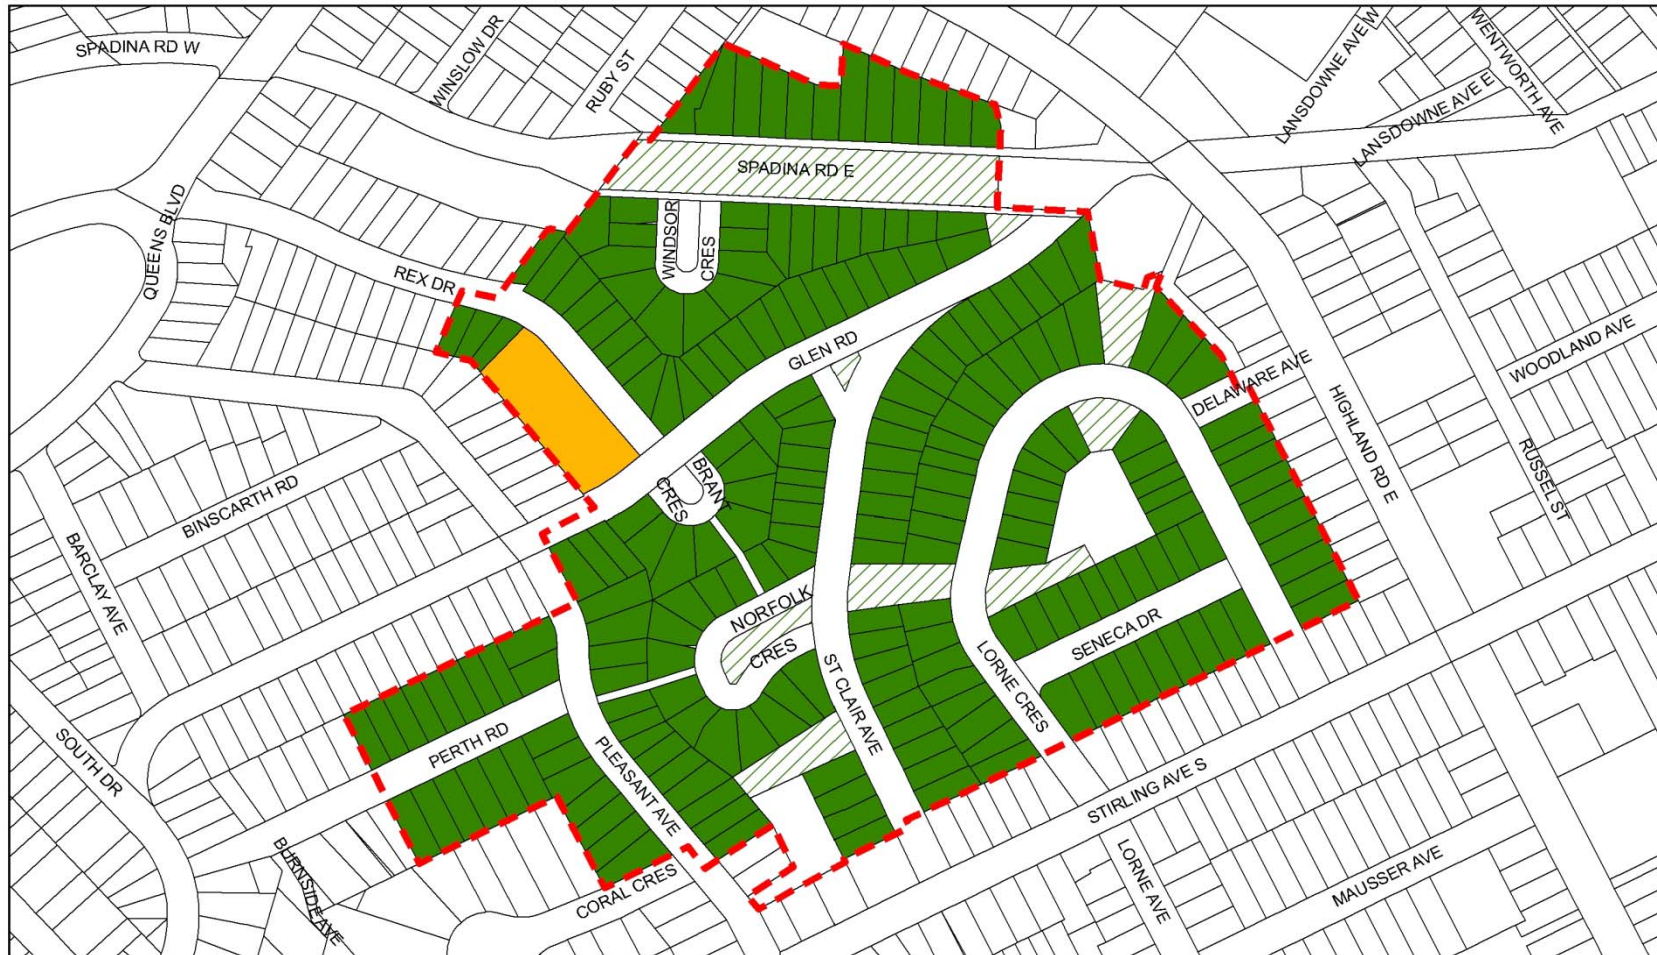 SPADINA RD W
WINSLOW DR
RUBY ST
LANSDOWNE AVE W
WENTWORTH AVE
LANSDOWNE AVE E
SPADINA RD E
QUEENS BLVD
WINDSOR
CRES
REX DR
GLEN RD
DELAWARE AVE
WOODLAND AVE
HIGHLAND RD E
RUSSEL ST
BRANT
CRES
BINSCARTH RD
BARCLAY AVE
NORFOLK
CRES
SENECA DR
LORNE CRES
ST CLAIR AVE
PERTH RD
PLEASANT AVE
SOUTH DR
STIRLING AVE S
BURNSIDE AVE
CORAL CRES
LORNE AVE
MAUSSER AVE